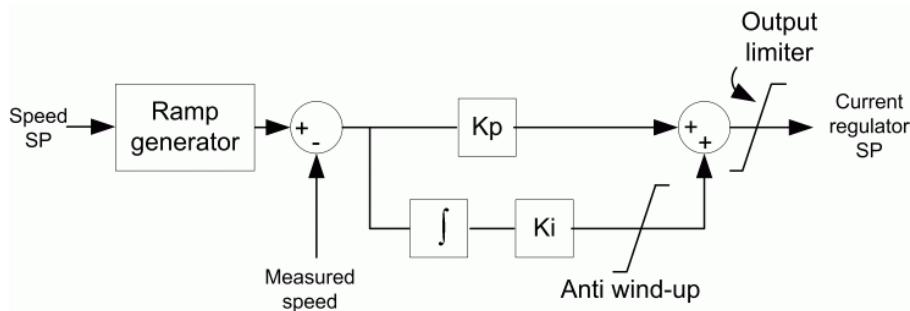 Output
limiter
Speed
SP
Ramp
generator
+
-
Kp
+
+
Current
regulator
SP
∫
Ki
Measured
speed
Anti wind-up